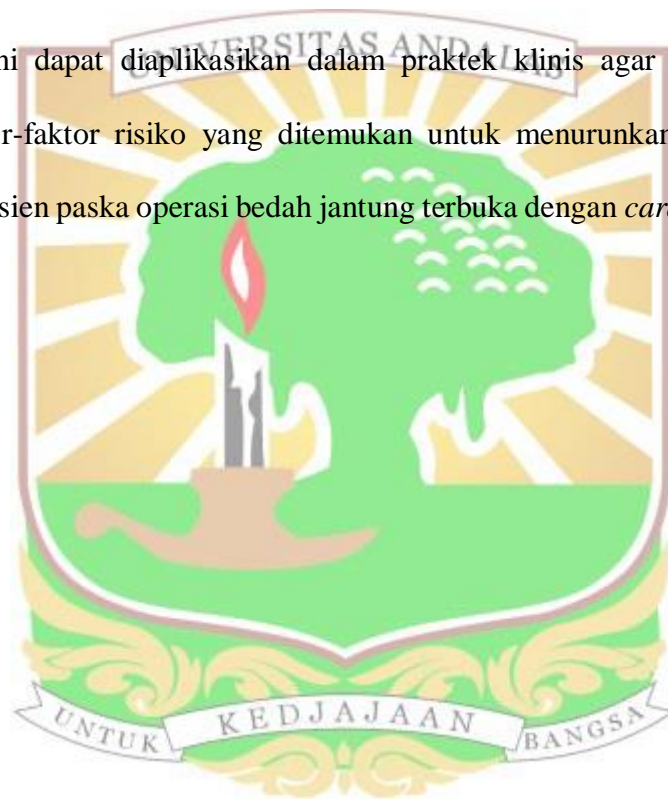 UNIVERSITAS ANDALAS
ni dapat diaplikasikan dalam praktek klinis agar
r-faktor risiko yang ditemukan untuk menurunkan
sien paska operasi bedah jantung terbuka dengan car
UNTUK KEDJAJAAN BANGSA